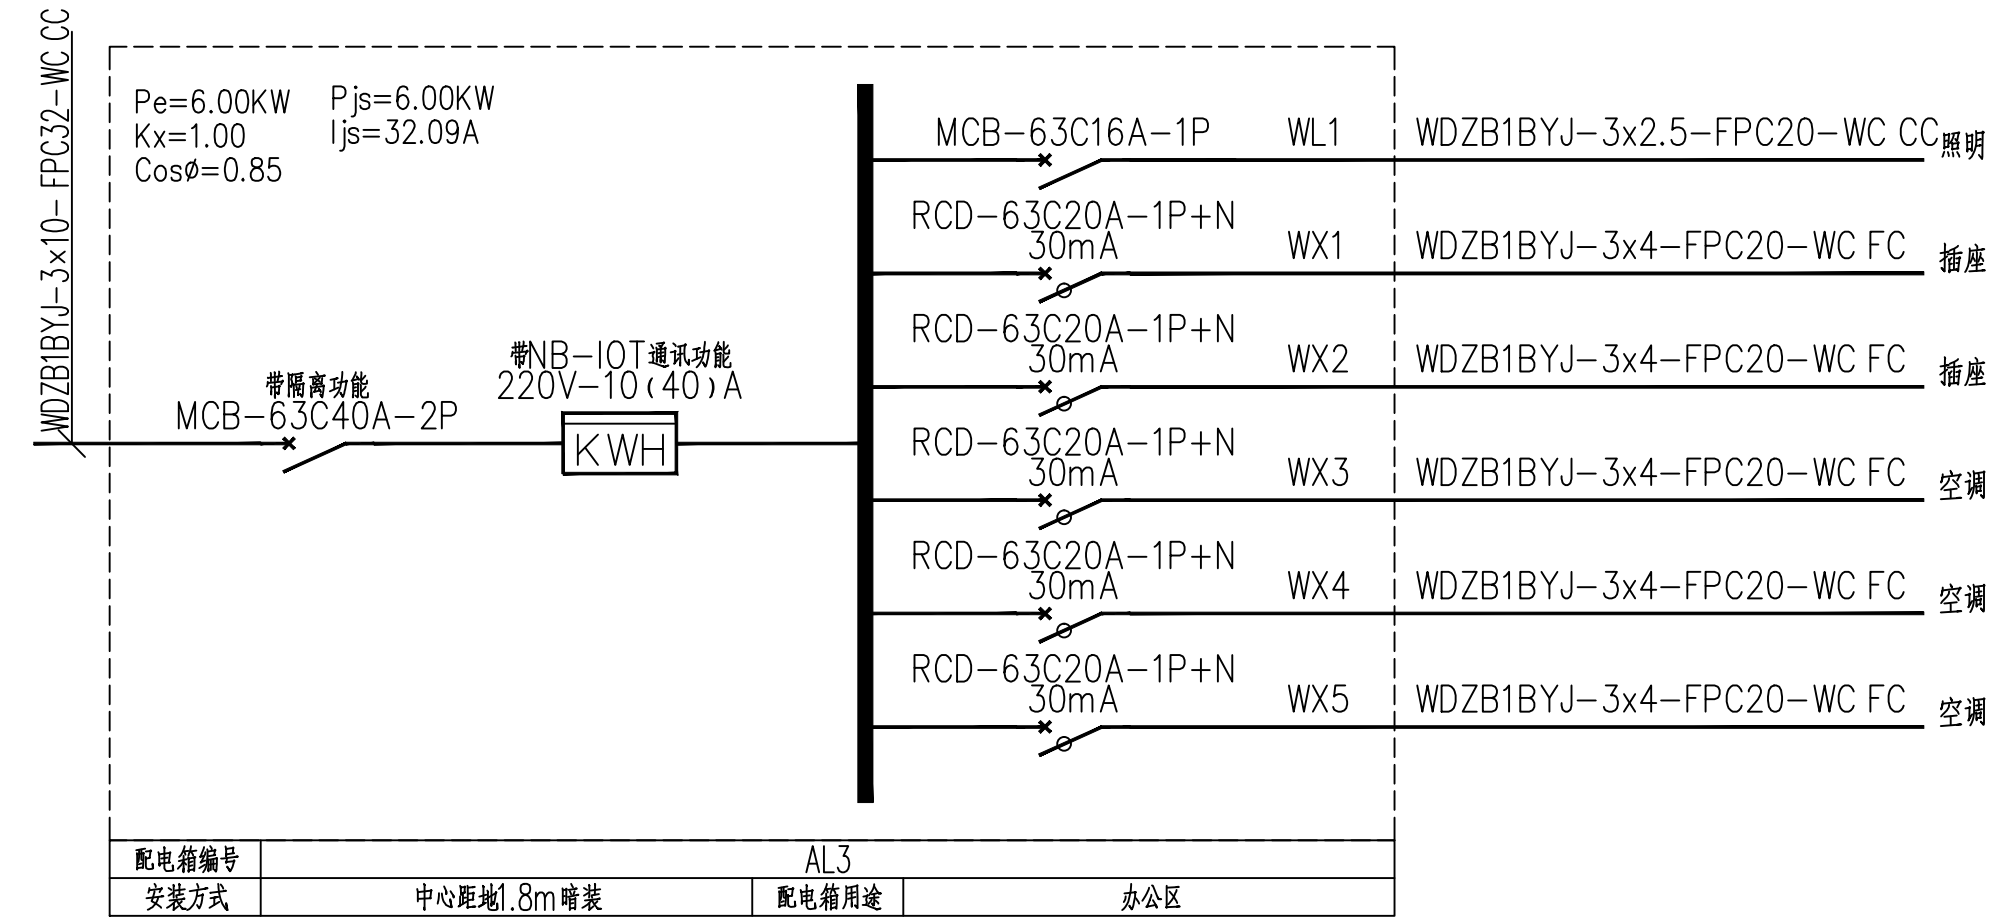 WDZB1BYJ-3x10- FPC32-WC CC
Pe=6.00KW
Kx=1.00
Cosø=0.85
Pjs=6.00KW
Ijs=32.09A
带隔离功能
MCB-63C40A-2P
带NB-IOT通讯功能
220V-10(40)A
KWH
MCB-63C16A-1P WL1 WDZB1BYJ-3x2.5-FPC20-WC CC 照明
RCD-63C20A-1P+N
30mA WX1 WDZB1BYJ-3x4-FPC20-WC FC 插座
RCD-63C20A-1P+N
30mA WX2 WDZB1BYJ-3x4-FPC20-WC FC 插座
RCD-63C20A-1P+N
30mA WX3 WDZB1BYJ-3x4-FPC20-WC FC 空调
RCD-63C20A-1P+N
30mA WX4 WDZB1BYJ-3x4-FPC20-WC FC 空调
RCD-63C20A-1P+N
30mA WX5 WDZB1BYJ-3x4-FPC20-WC FC 空调
配电箱编号 AL3
安装方式 中心距地1.8m暗装 配电箱用途 办公区